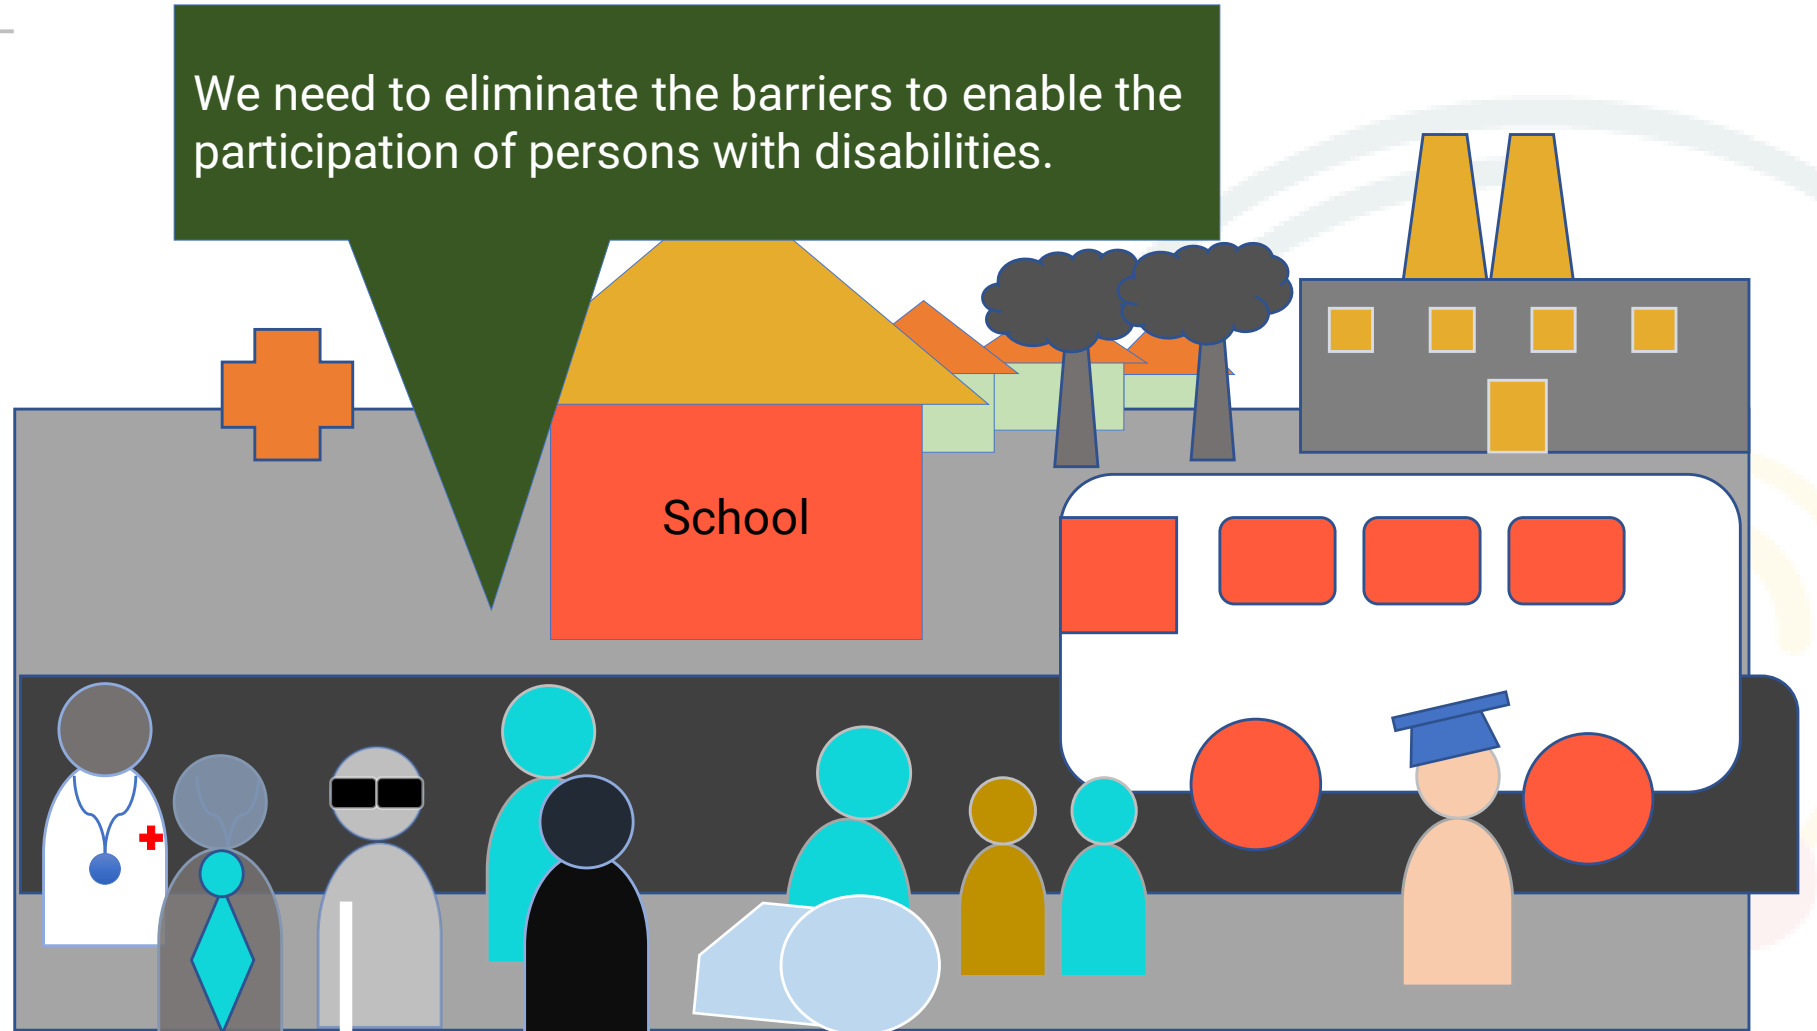 We need to eliminate the barriers to enable the
participation of persons with disabilities.
School